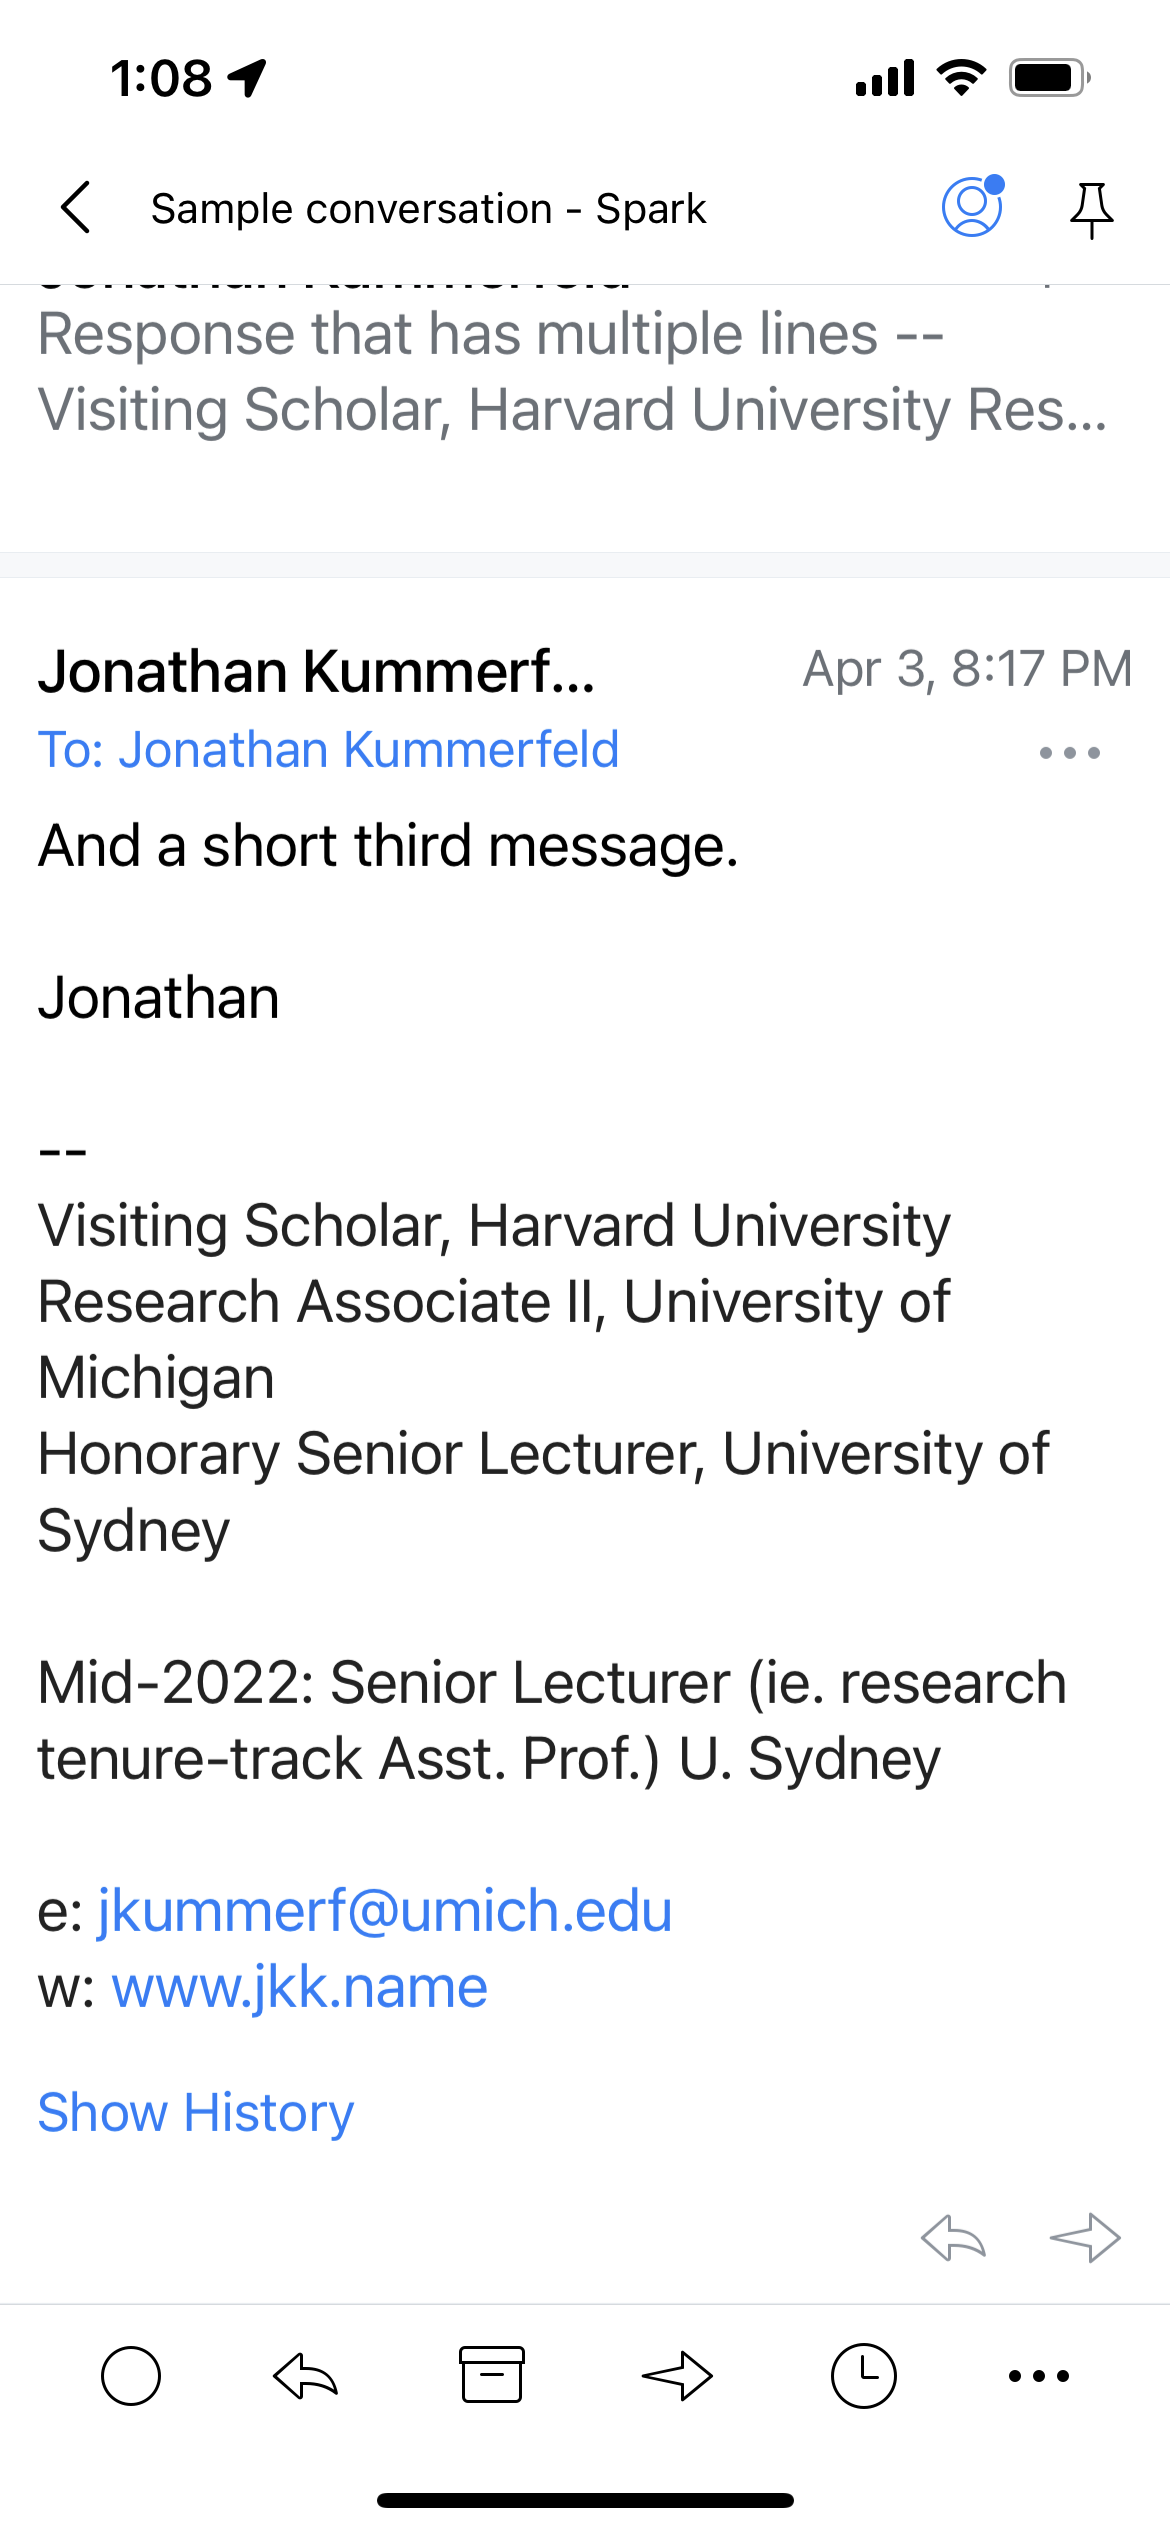 1:08
Sample conversation - Spark
Jonathan Kummerfeld
Response that has multiple lines --
Visiting Scholar, Harvard University Res...
Jonathan Kummerf...
Apr 3, 8:17 PM
To: Jonathan Kummerfeld
And a short third message.
Jonathan
--
Visiting Scholar, Harvard University
Research Associate II, University of
Michigan
Honorary Senior Lecturer, University of
Sydney
Mid-2022: Senior Lecturer (ie. research
tenure-track Asst. Prof.) U. Sydney
e: jkummerf@umich.edu
w: www.jkk.name
Show History